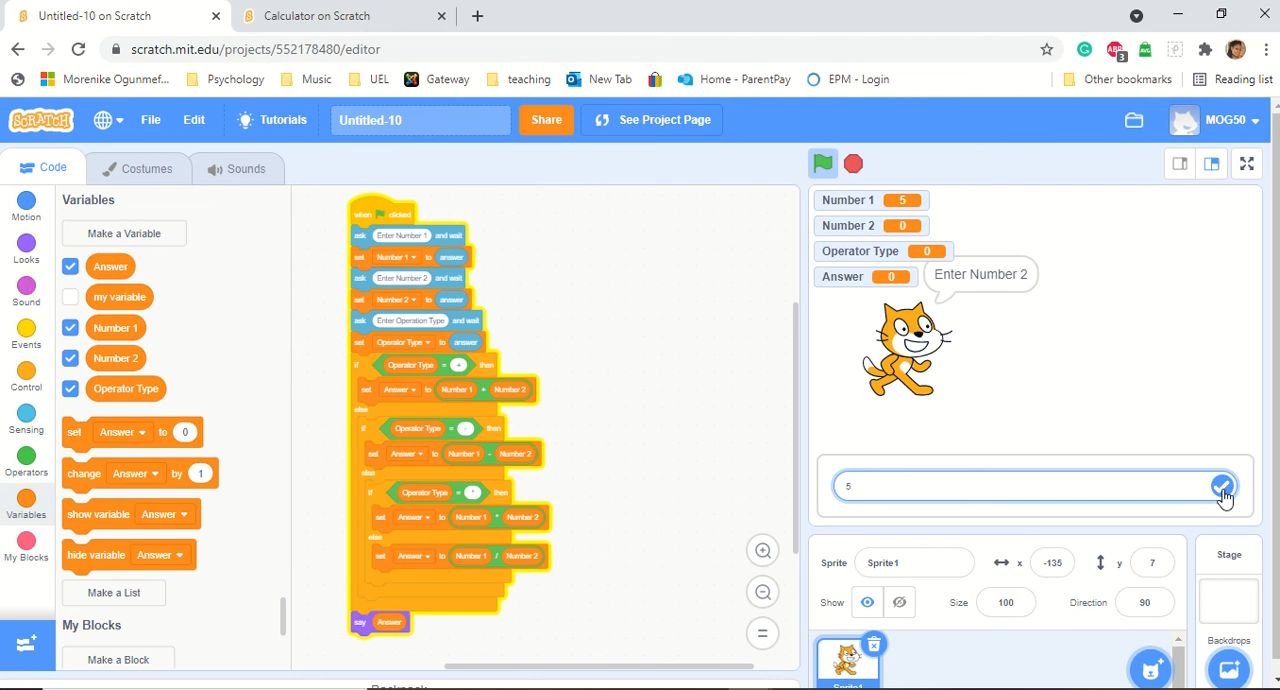 Untitled-10 on Scratch
Calculator on Scratch
scratch.mit.edu/projects/552178480/editor
3
Morenike Ogunmef...
Psychology
Music
UEL
Gateway
teaching
New Tab
Home - ParentPay
EPM - Login
Other bookmarks
Reading list
SCRATCH
File
Edit
Tutorials
Untitled-10
Share
See Project Page
MOG50
Code
Costumes
Sounds
Motion
Looks
Sound
Events
Control
Sensing
Operators
Variables
My Blocks
Variables
Make a Variable
Answer
my variable
Number 1
Number 2
Operator Type
set Answer to 0
change Answer by 1
show variable Answer
hide variable Answer
Make a List
My Blocks
Make a Block
when clicked
ask Enter Number 1 and wait
set Number 1 to answer
ask Enter Number 2 and wait
set Number 2 to answer
ask Enter Operation Type and wait
set Operator Type to answer
if Operator Type = + then
set Answer to Number 1 + Number 2
else
if Operator Type = - then
set Answer to Number 1 - Number 2
else
if Operator Type = * then
set Answer to Number 1 * Number 2
else
set Answer to Number 1 / Number 2
say Answer
Backpack
Number 1 5
Number 2 0
Operator Type 0
Answer 0
Enter Number 2
5
Sprite Sprite1 x -135 y 7
Show Size 100 Direction 90
Sprite1
Stage
Backdrops